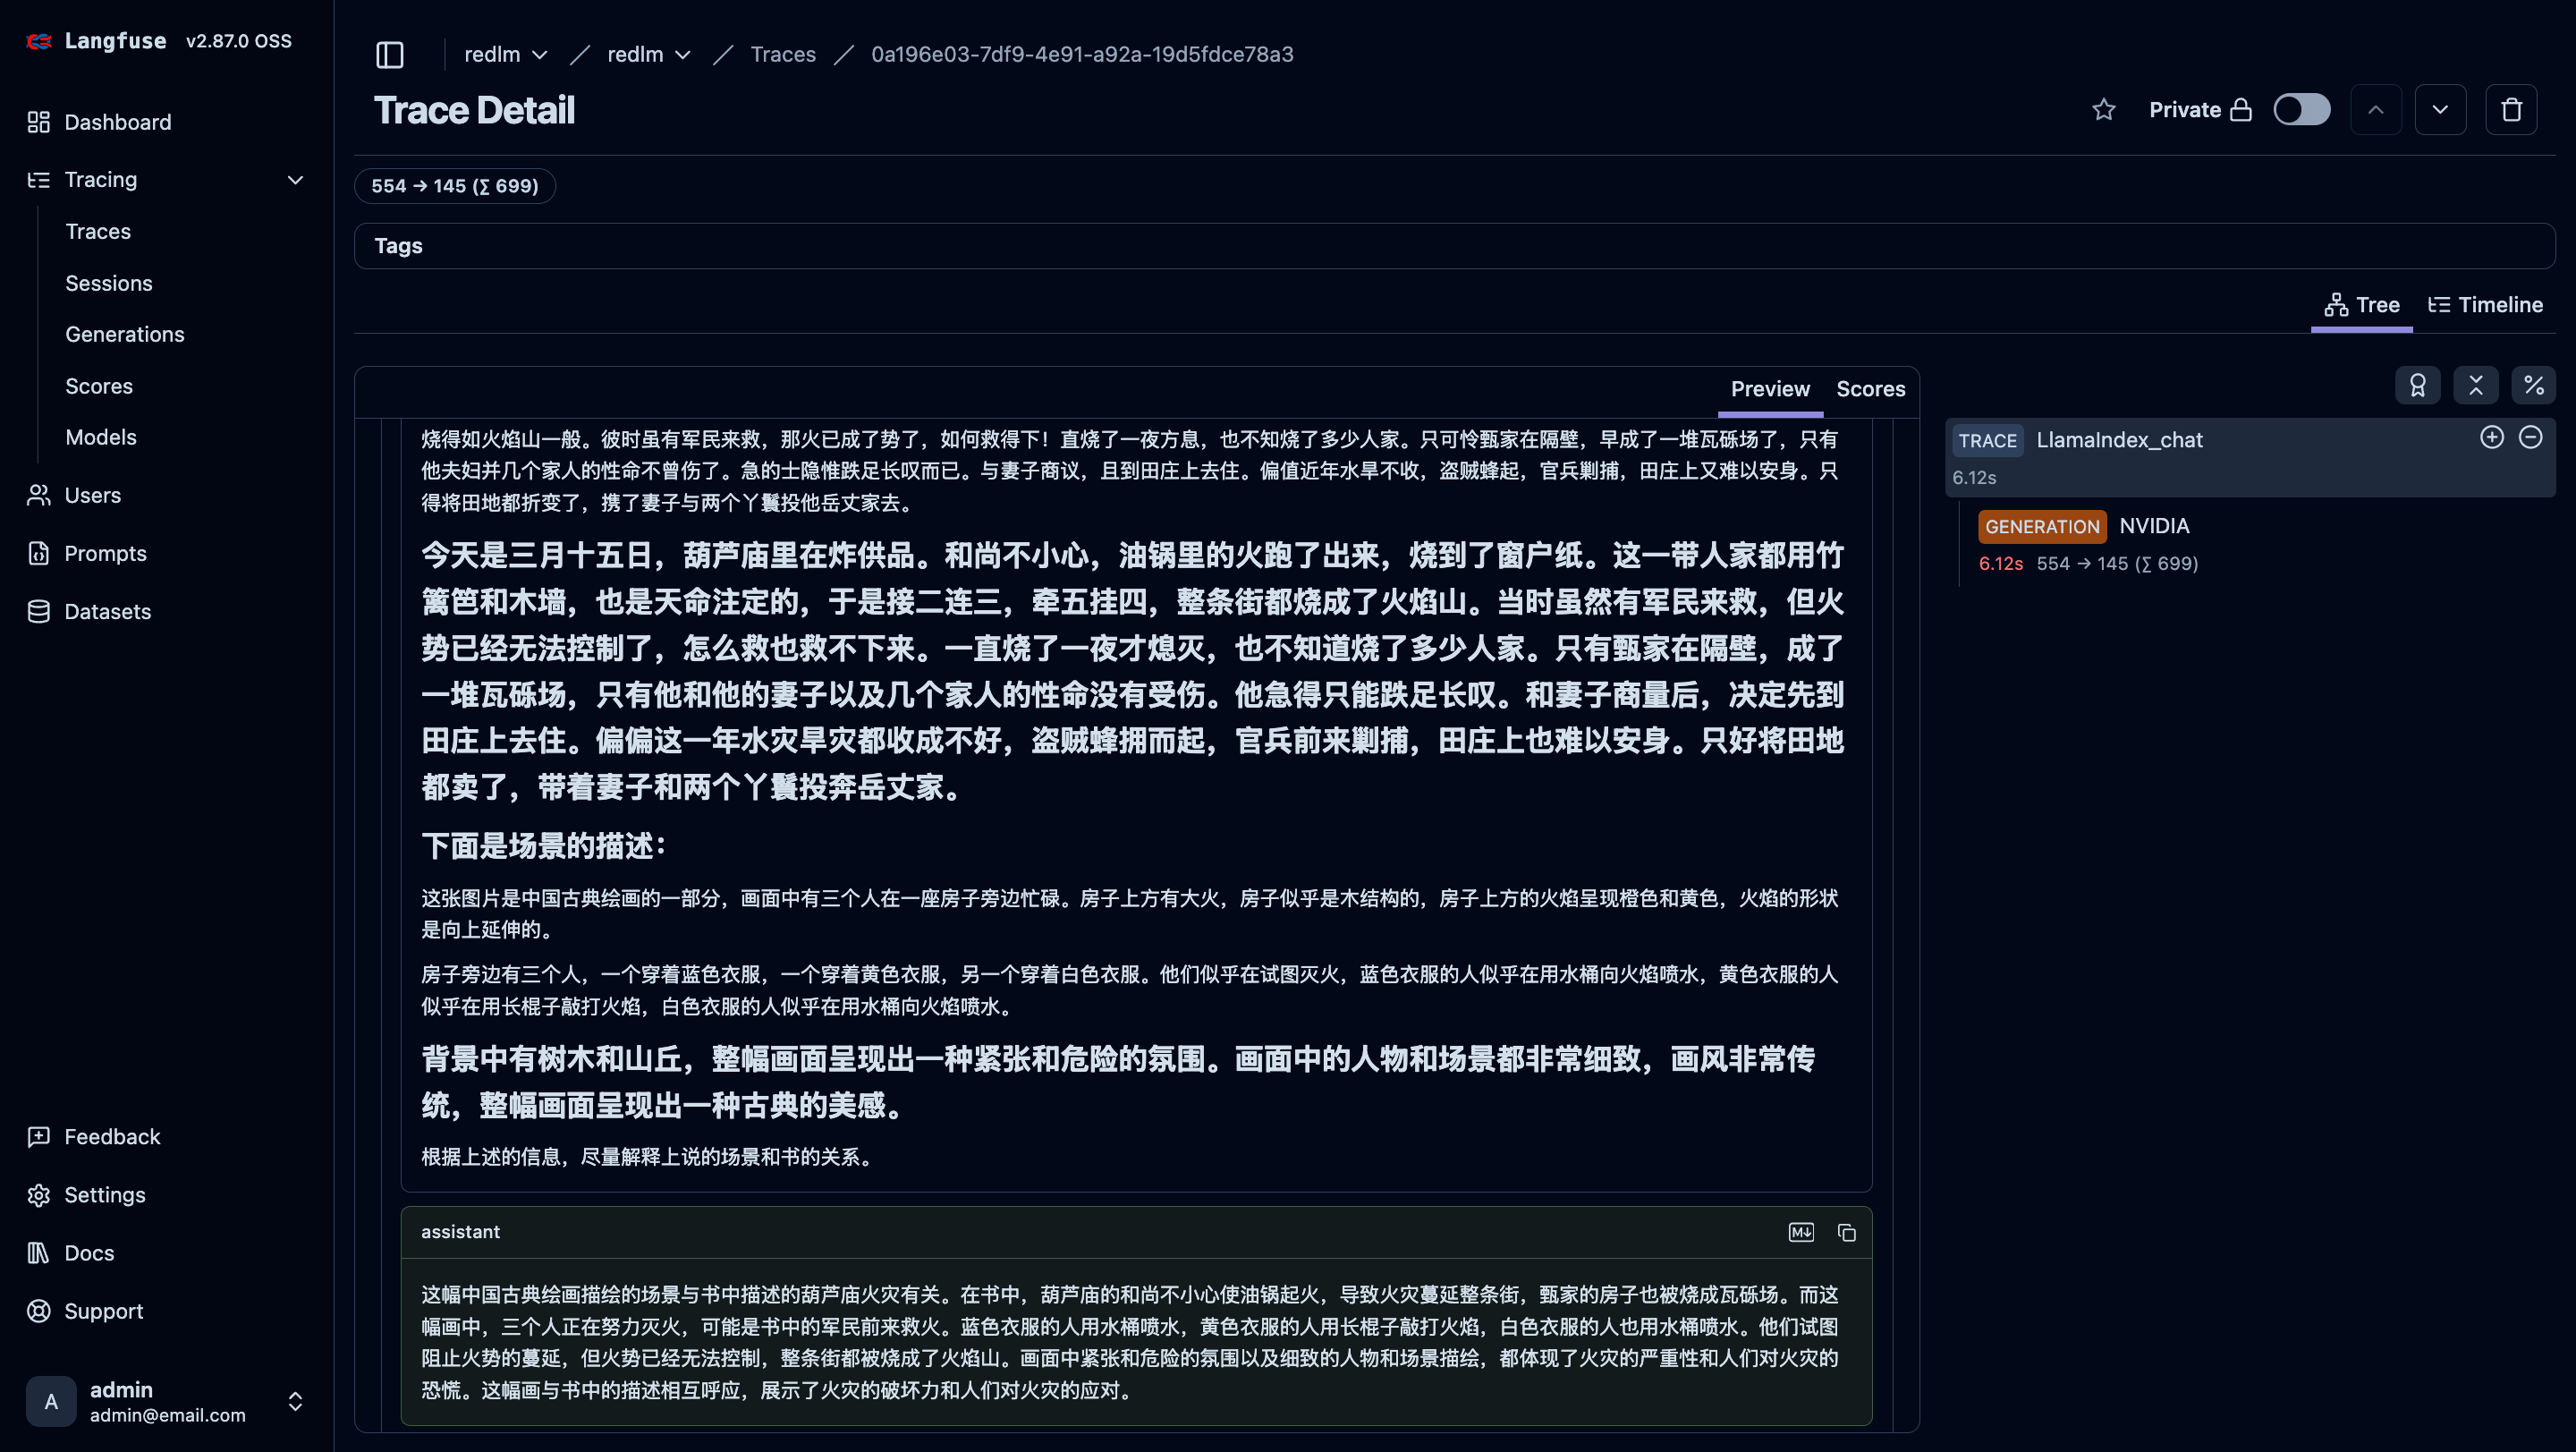 Langfuse v2.87.0 OSS
Dashboard
Tracing
Traces
Sessions
Generations
Scores
Models
Users
Prompts
Datasets
Feedback
Settings
Docs
Support
A
admin
admin@email.com
redlm
redlm
Traces
0a196e03-7df9-4e91-a92a-19d5fdce78a3
Trace Detail
Private
554 → 145 (∑ 699)
Tags
Tree
Timeline
Preview
Scores
烧得如火焰山一般。彼时虽有军民来救，那火已成了势了，如何救得下！直烧了一夜方息，也不知烧了多少人家。只可怜甄家在隔壁，早成了一堆瓦砾场了，只有
他夫妇并几个家人的性命不曾伤了。急的士隐惟跌足长叹而已。与妻子商议，且到田庄上去住。偏值近年水旱不收，盗贼蜂起，官兵剿捕，田庄上又难以安身。只
得将田地都折变了，携了妻子与两个丫鬟投他岳丈家去。
今天是三月十五日，葫芦庙里在炸供品。和尚不小心，油锅里的火跑了出来，烧到了窗户纸。这一带人家都用竹
篱笆和木墙，也是天命注定的，于是接二连三，牵五挂四，整条街都烧成了火焰山。当时虽然有军民来救，但火
势已经无法控制了，怎么救也救不下来。一直烧了一夜才熄灭，也不知道烧了多少人家。只有甄家在隔壁，成了
一堆瓦砾场，只有他和他的妻子以及几个家人的性命没有受伤。他急得只能跌足长叹。和妻子商量后，决定先到
田庄上去住。偏偏这一年水灾旱灾都收成不好，盗贼蜂拥而起，官兵前来剿捕，田庄上也难以安身。只好将田地
都卖了，带着妻子和两个丫鬟投奔岳丈家。
下面是场景的描述：
这张图片是中国古典绘画的一部分，画面中有三个人在一座房子旁边忙碌。房子上方有大火，房子似乎是木结构的，房子上方的火焰呈现橙色和黄色，火焰的形状
是向上延伸的。
房子旁边有三个人，一个穿着蓝色衣服，一个穿着黄色衣服，另一个穿着白色衣服。他们似乎在试图灭火，蓝色衣服的人似乎在用水桶向火焰喷水，黄色衣服的人
似乎在用长棍子敲打火焰，白色衣服的人似乎在用水桶向火焰喷水。
背景中有树木和山丘，整幅画面呈现出一种紧张和危险的氛围。画面中的人物和场景都非常细致，画风非常传
统，整幅画面呈现出一种古典的美感。
根据上述的信息，尽量解释上说的场景和书的关系。
assistant
这幅中国古典绘画描绘的场景与书中描述的葫芦庙火灾有关。在书中，葫芦庙的和尚不小心使油锅起火，导致火灾蔓延整条街，甄家的房子也被烧成瓦砾场。而这
幅画中，三个人正在努力灭火，可能是书中的军民前来救火。蓝色衣服的人用水桶喷水，黄色衣服的人用长棍子敲打火焰，白色衣服的人也用水桶喷水。他们试图
阻止火势的蔓延，但火势已经无法控制，整条街都被烧成了火焰山。画面中紧张和危险的氛围以及细致的人物和场景描绘，都体现了火灾的严重性和人们对火灾的
恐慌。这幅画与书中的描述相互呼应，展示了火灾的破坏力和人们对火灾的应对。
TRACE LlamaIndex_chat
6.12s
GENERATION NVIDIA
6.12s 554 → 145 (∑ 699)